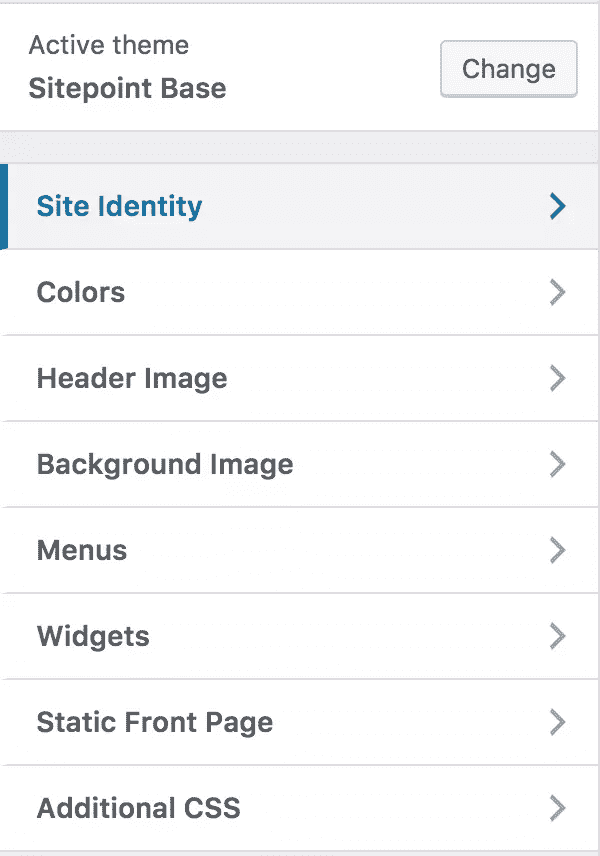 Active theme
Sitepoint Base
Change
Site Identity
Colors
Header Image
Background Image
Menus
Widgets
Static Front Page
Additional CSS